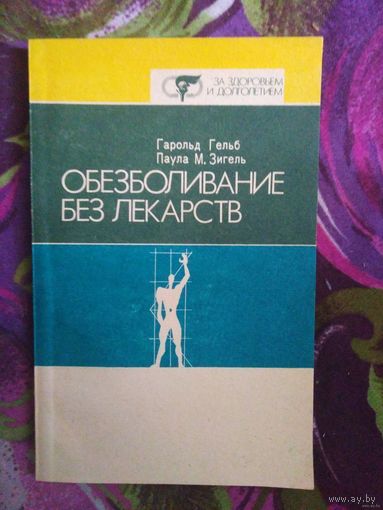 ЗА ЗДОРОВЬЕМ
И ДОЛГОЛЕТИЕМ
Гарольд Гельб
Паула М. Зигель
ОБЕЗБОЛИВАНИЕ
БЕЗ ЛЕКАРСТВ
www.ay.by